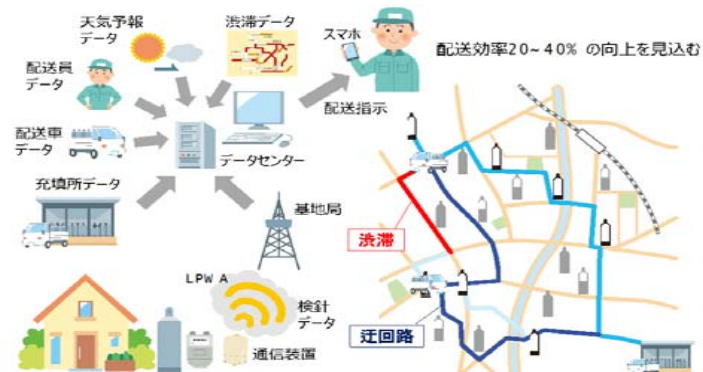 天気予報
データ
渋滞データ
スマホ
配送効率20~40% の向上を見込む
配送員
データ
配送指示
配送車
データ
データセンター
充填所データ
基地局
渋滞
LPWA
検針
データ
通信装置
迂回路